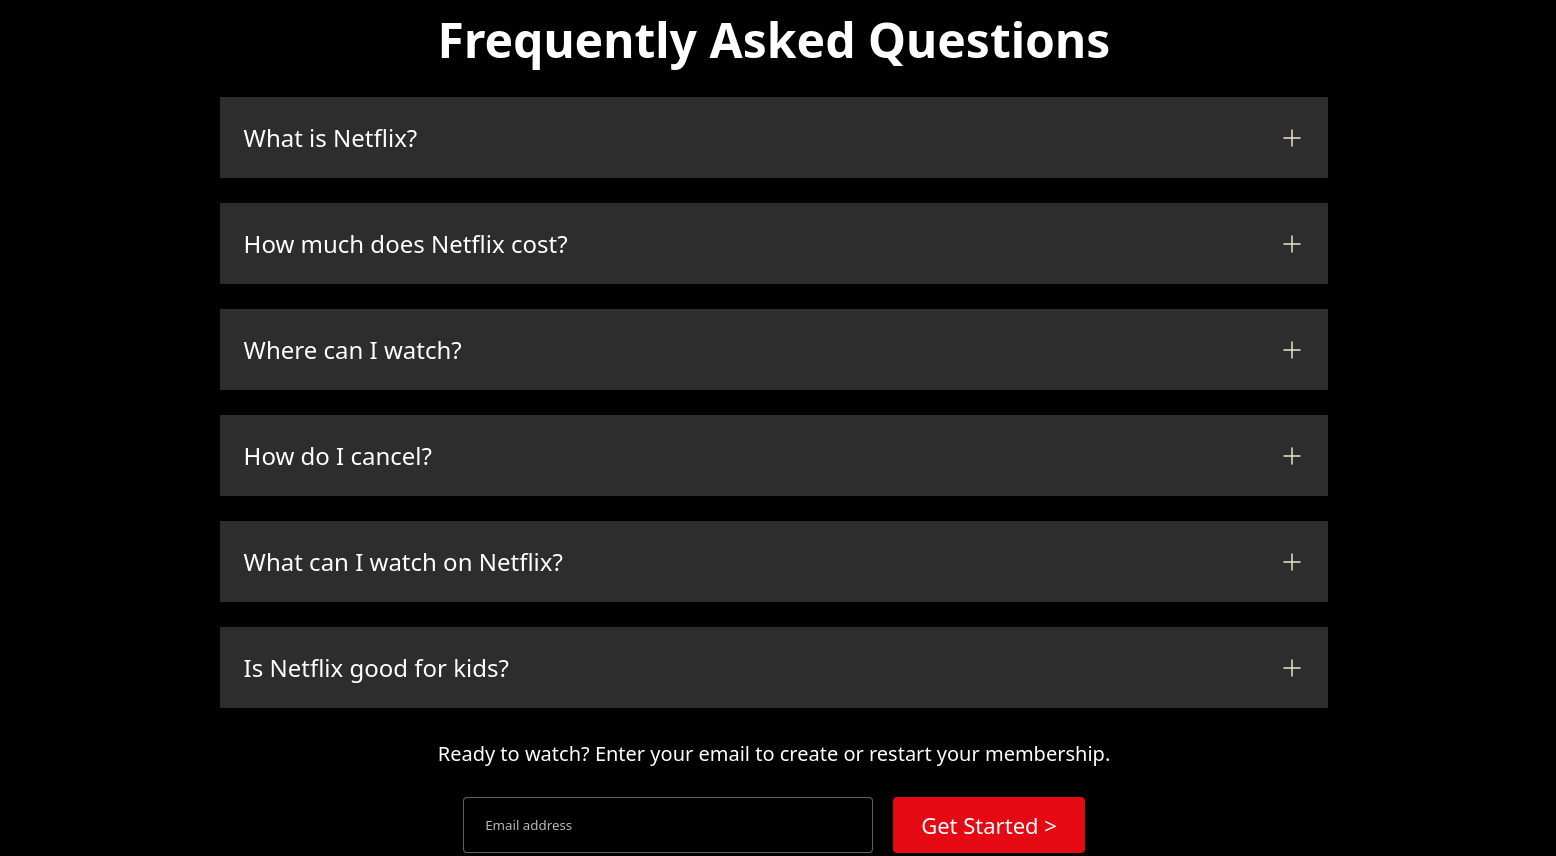 Frequently Asked Questions
What is Netflix?
How much does Netflix cost?
Where can I watch?
How do I cancel?
What can I watch on Netflix?
Is Netflix good for kids?
Ready to watch? Enter your email to create or restart your membership.
Email address
Get Started >